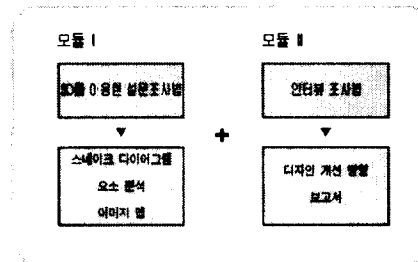 모듈 I
모듈 II
SD를 이용한 설문조사법
인터뷰 조사법
▼
▼
+
스네이크 다이어그램
요소 분석
이미지 맵
디자인 개선 방향
보고서